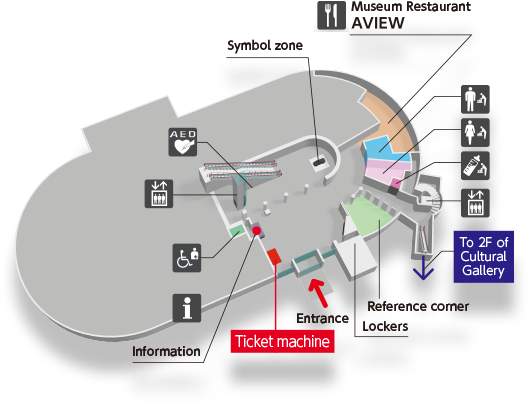 Museum Restaurant
AVIEW
Symbol zone
AED
To 2F of
Cultural
Gallery
Reference corner
Entrance
Lockers
Ticket machine
Information
i